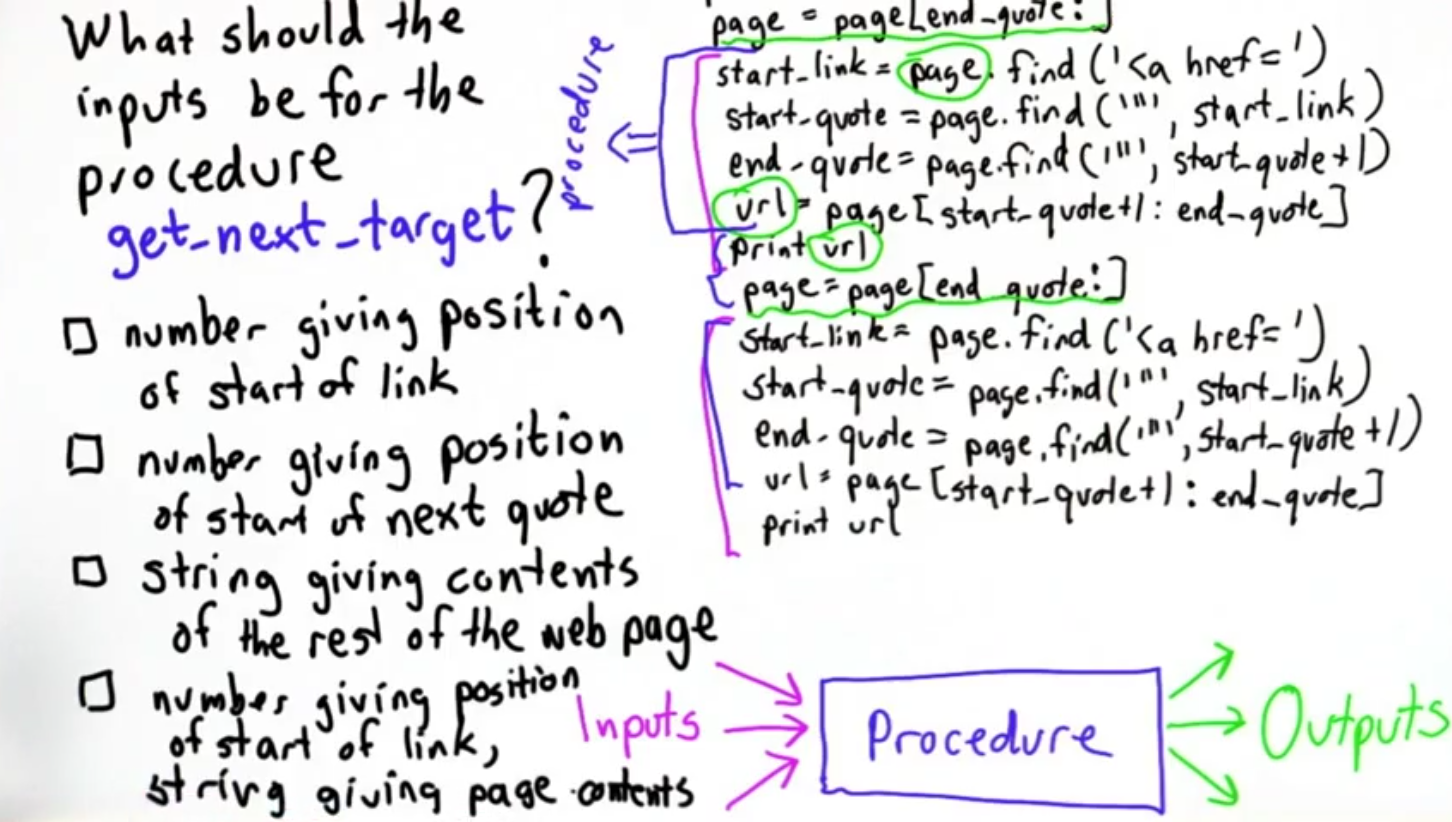 What should the
inputs be for the
procedure
get_next_target?
□ number giving position
of start of link
□ number giving position
of start of next quote
□ string giving contents
of the rest of the web page
□ number giving position
of start of link,
string giving page contents
procedure
page = page[end_quote:]
start_link = page.find('<a href=')
start_quote = page.find('"', start_link)
end_quote = page.find('"', start_quote+1)
url = page[start_quote+1: end_quote]
print url
page = page[end_quote:]
start_link = page.find('<a href=')
start_quote = page.find('"', start_link)
end_quote = page.find('"', start_quote+1)
url = page[start_quote+1: end_quote]
print url
Inputs
Procedure
Outputs